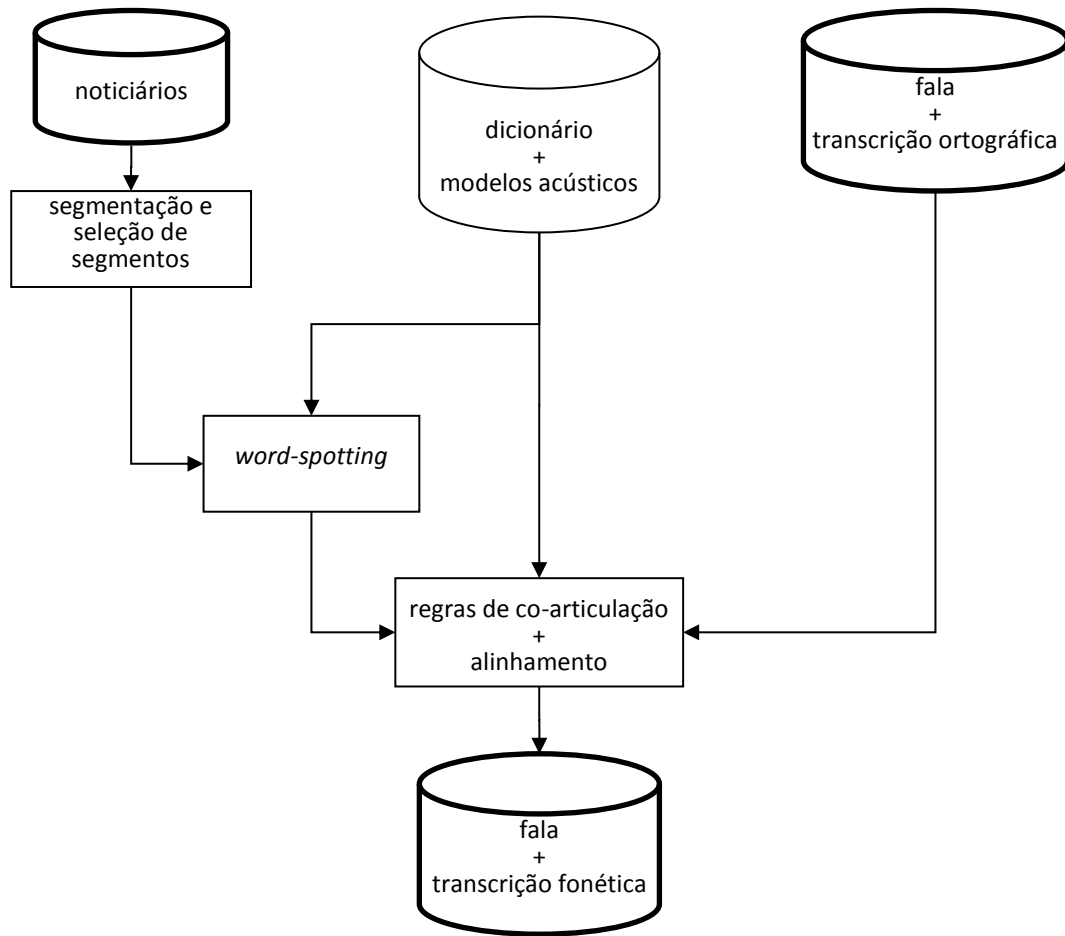 noticiários
dicionário
+
modelos acústicos
fala
+
transcrição ortográfica
segmentação e
seleção de
segmentos
word-spotting
regras de co-articulação
+
alinhamento
fala
+
transcrição fonética